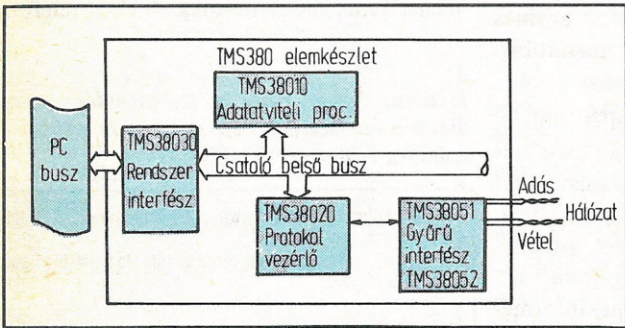 TMS380 elemkészlet
TMS38010
Adatatviteli proc.
PC
busz
TMS38030
Rendszer
interfész
Csatoló belső busz
TMS38020
Protokol
vezérlő
TMS38051
Gyűrű
interfész
TMS38052
Adás
Hálózat
Vétel